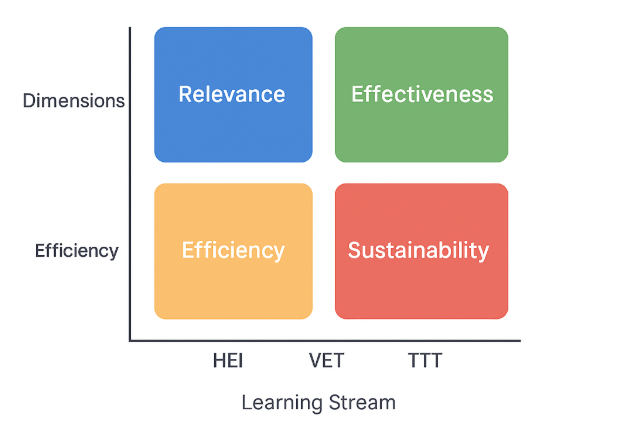 Dimensions
Relevance
Effectiveness
Efficiency
Efficiency
Sustainability
HEI
VET
TTT
Learning Stream